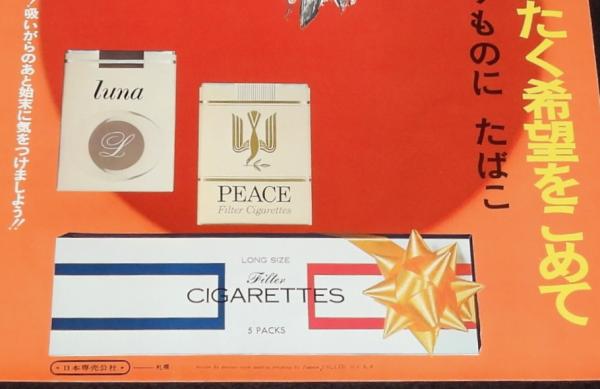 たく希望をこめて
ものに たばこ
吸いがらのあと始末に気をつけましょう!!
luna
L
PEACE
Filter Cigarettes
LONG SIZE
Filter
CIGARETTES
5 PACKS
日本専売公社
札幌